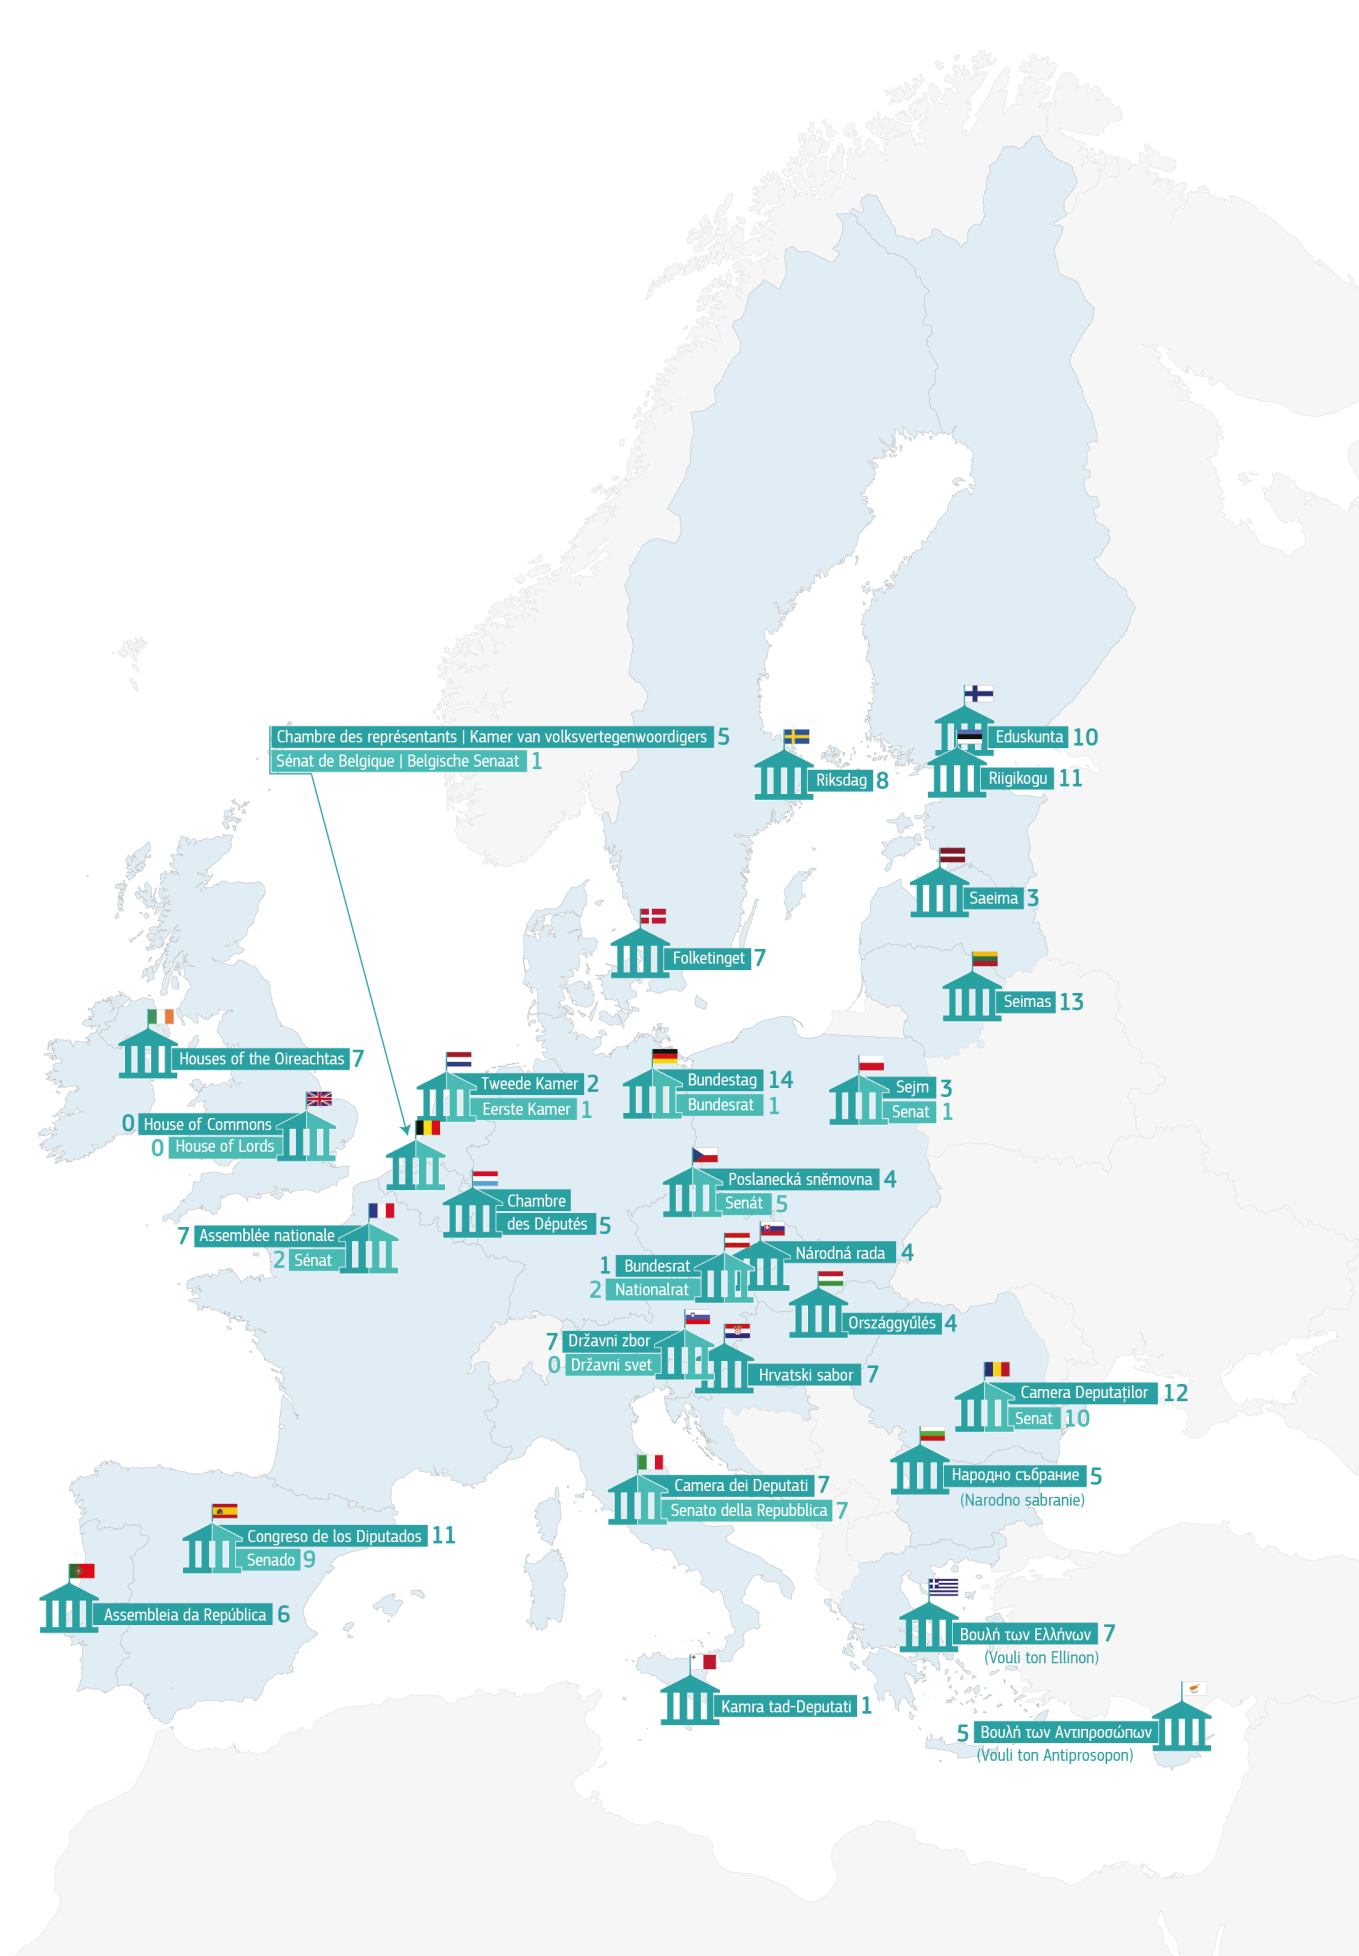 Eduskunta 10
Chambre des représentants | Kamer van volksvertegenwoordigers 5
Sénat de Belgique | Belgische Senaat 1
Riksdag 8
Riigikogu 11
Saeima 3
Folketinget 7
Seimas 13
Houses of the Oireachtas 7
Tweede Kamer 2
Eerste Kamer 1
Bundestag 14
Bundesrat 1
Sejm 3
Senat 1
0 House of Commons
0 House of Lords
Poslanecká sněmovna 4
Senát 5
Chambre
des Députés 5
7 Assemblée nationale
2 Sénat
Národná rada 4
1 Bundesrat
2 Nationalrat
Országgyűlés 4
7 Državni zbor
0 Državni svet
Hrvatski sabor 7
Camera Deputaților 12
Senat 10
Народно събрание 5
(Narodno sabranie)
Camera dei Deputati 7
Senato della Repubblica 7
Congreso de los Diputados 11
Senado 9
Assembleia da República 6
Βουλή των Ελλήνων 7
(Vouli ton Ellinon)
Kamra tad-Deputati 1
5 Βουλή των Αντιπροσώπων
(Vouli ton Antiprosopon)